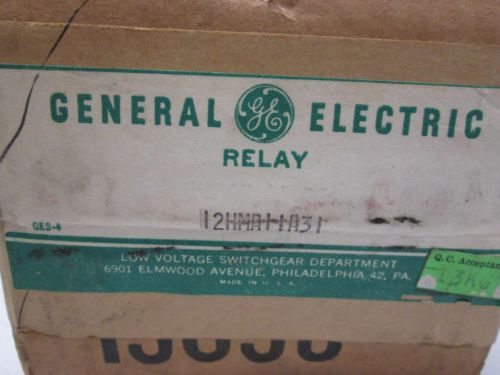 GENERAL GE ELECTRIC
RELAY
12HMA11A31
GES-4
LOW VOLTAGE SWITCHGEAR DEPARTMENT
6901 ELMWOOD AVENUE, PHILADELPHIA 42, PA.
MADE IN U. S. A.
Q.C. Acceptan